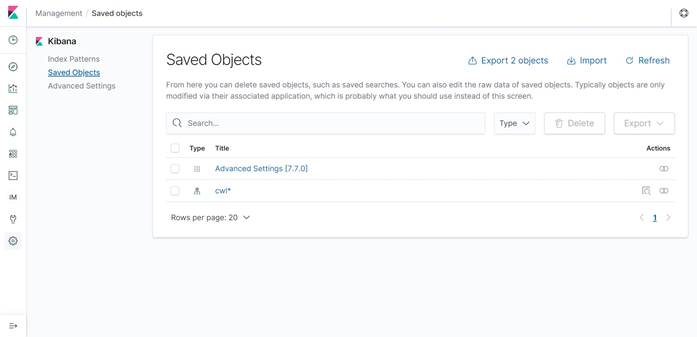 Management / Saved objects
Kibana
Index Patterns
Saved Objects
Advanced Settings
Saved Objects
Export 2 objects
Import
Refresh
From here you can delete saved objects, such as saved searches. You can also edit the raw data of saved objects. Typically objects are only
modified via their associated application, which is probably what you should use instead of this screen.
Search...
Type
Delete
Export
Type Title Actions
Advanced Settings [7.7.0]
cwl*
Rows per page: 20
1
IM